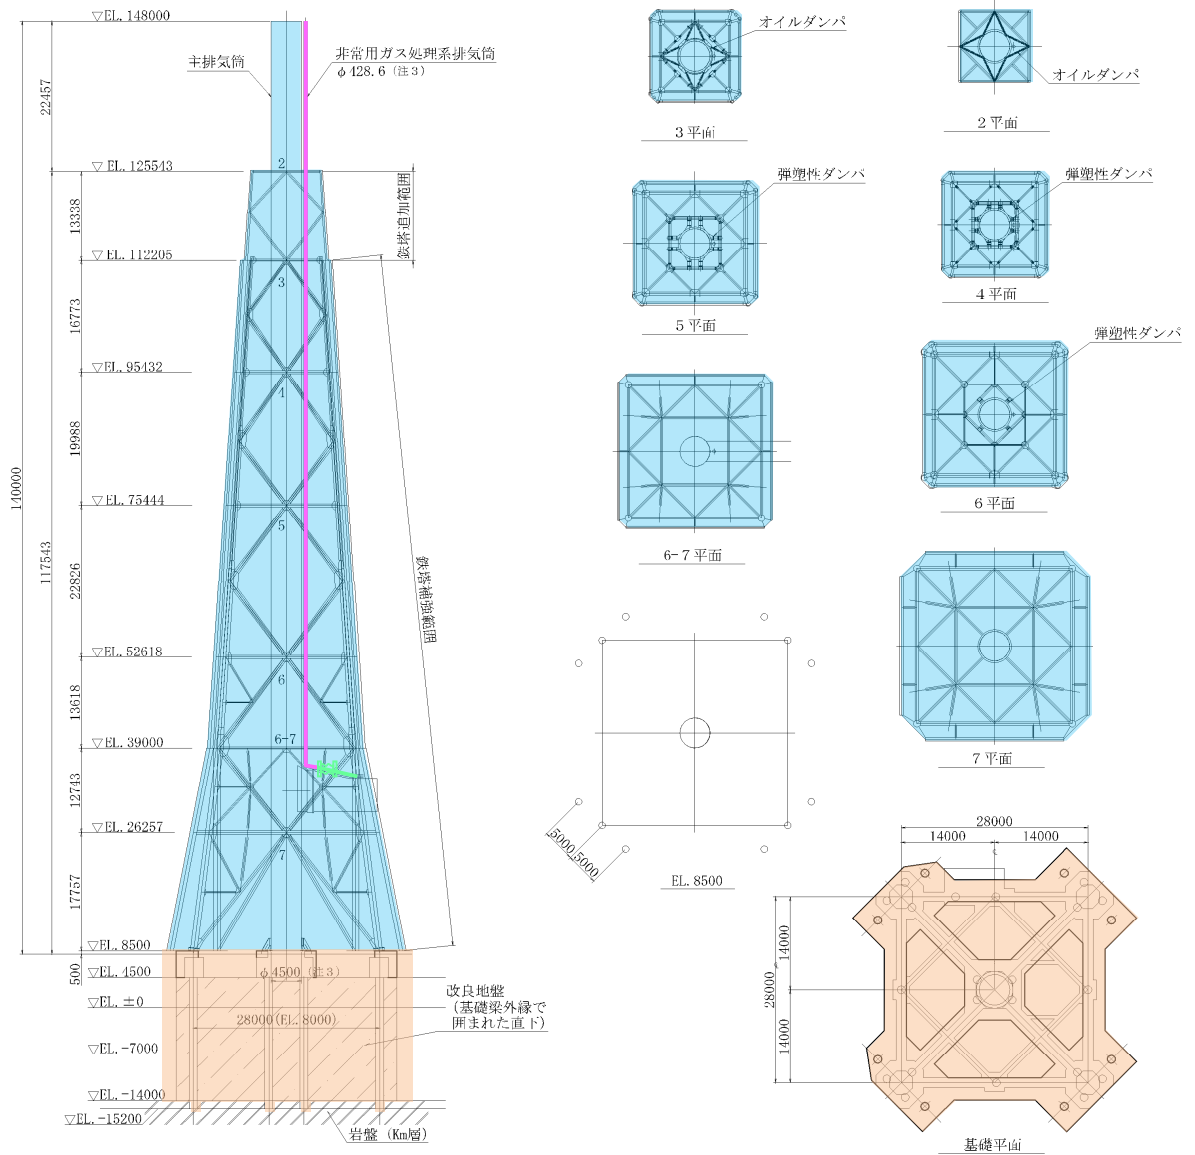 ▽EL. 148000
主排気筒
非常用ガス処理系排気筒
φ428.6（注３）
22457
▽EL. 125543
2
鉄塔追加範囲
13338
▽EL. 112205
3
16773
▽EL. 95432
4
19988
▽EL. 75444
5
140000
117543
22826
鉄塔補強範囲
▽EL. 52618
6
13618
6-7
▽EL. 39000
12743
▽EL. 26257
7
17757
▽EL. 8500
500
▽EL. 4500
φ4500（注３）
▽EL. ±0
28000(EL. 8000)
改良地盤
（基礎梁外縁で
囲まれた直下）
▽EL. -7000
▽EL. -14000
▽EL. -15200
岩盤（Km層）
オイルダンパ
3平面
オイルダンパ
2平面
弾塑性ダンパ
5平面
弾塑性ダンパ
4平面
6-7平面
弾塑性ダンパ
6平面
5000
5000
EL. 8500
7平面
28000
14000
14000
14000
28000
14000
基礎平面